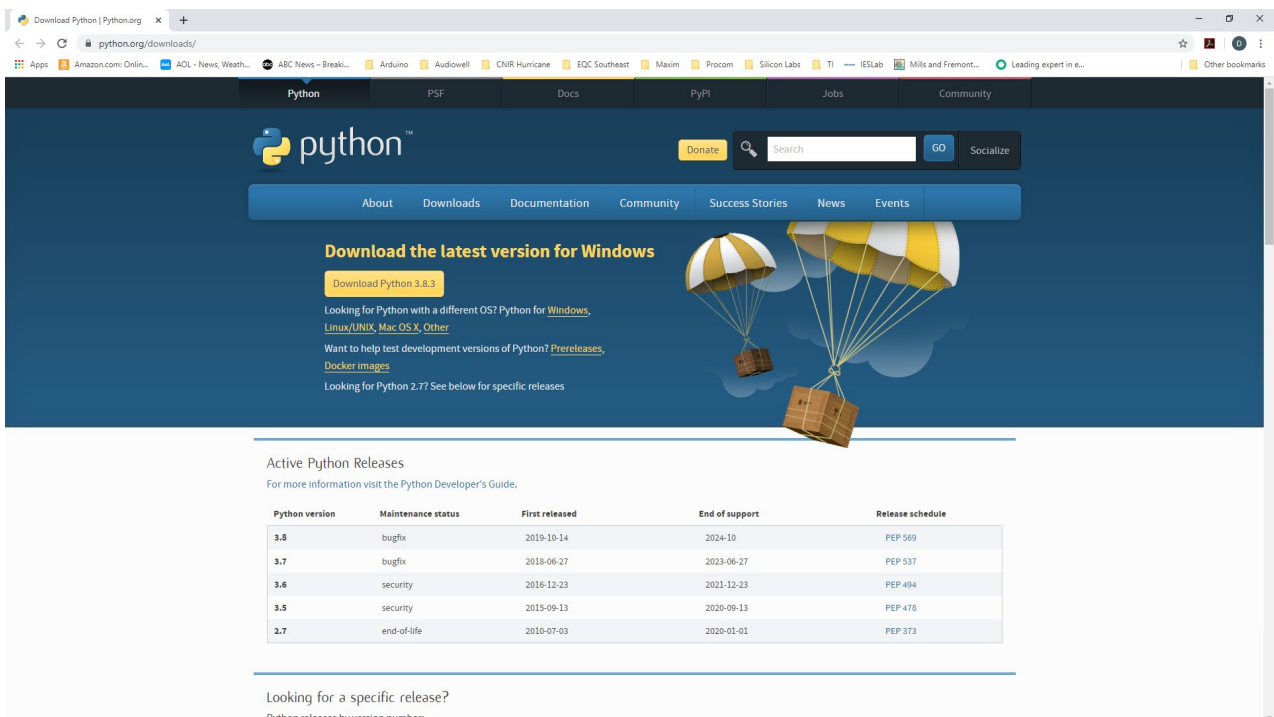 Download Python | Python.org
python.org/downloads/
Apps Amazon.com: Onlin... AOL - News, Weath... ABC News – Breaki... Arduino Audiowell CNIR Hurricane EQC Southeast Maxim Procom Silicon Labs TI IESLab Mills and Fremont... Leading expert in e... Other bookmarks
Python PSF Docs PyPI Jobs Community
python™
Donate Search GO Socialize
About Downloads Documentation Community Success Stories News Events
Download the latest version for Windows
Download Python 3.8.3
Looking for Python with a different OS? Python for Windows,
Linux/UNIX, Mac OS X, Other
Want to help test development versions of Python? Prereleases,
Docker images
Looking for Python 2.7? See below for specific releases
Active Python Releases
For more information visit the Python Developer's Guide.
Python version Maintenance status First released End of support Release schedule
3.8 bugfix 2019-10-14 2024-10 PEP 569
3.7 bugfix 2018-06-27 2023-06-27 PEP 537
3.6 security 2016-12-23 2021-12-23 PEP 494
3.5 security 2015-09-13 2020-09-13 PEP 478
2.7 end-of-life 2010-07-03 2020-01-01 PEP 373
Looking for a specific release?